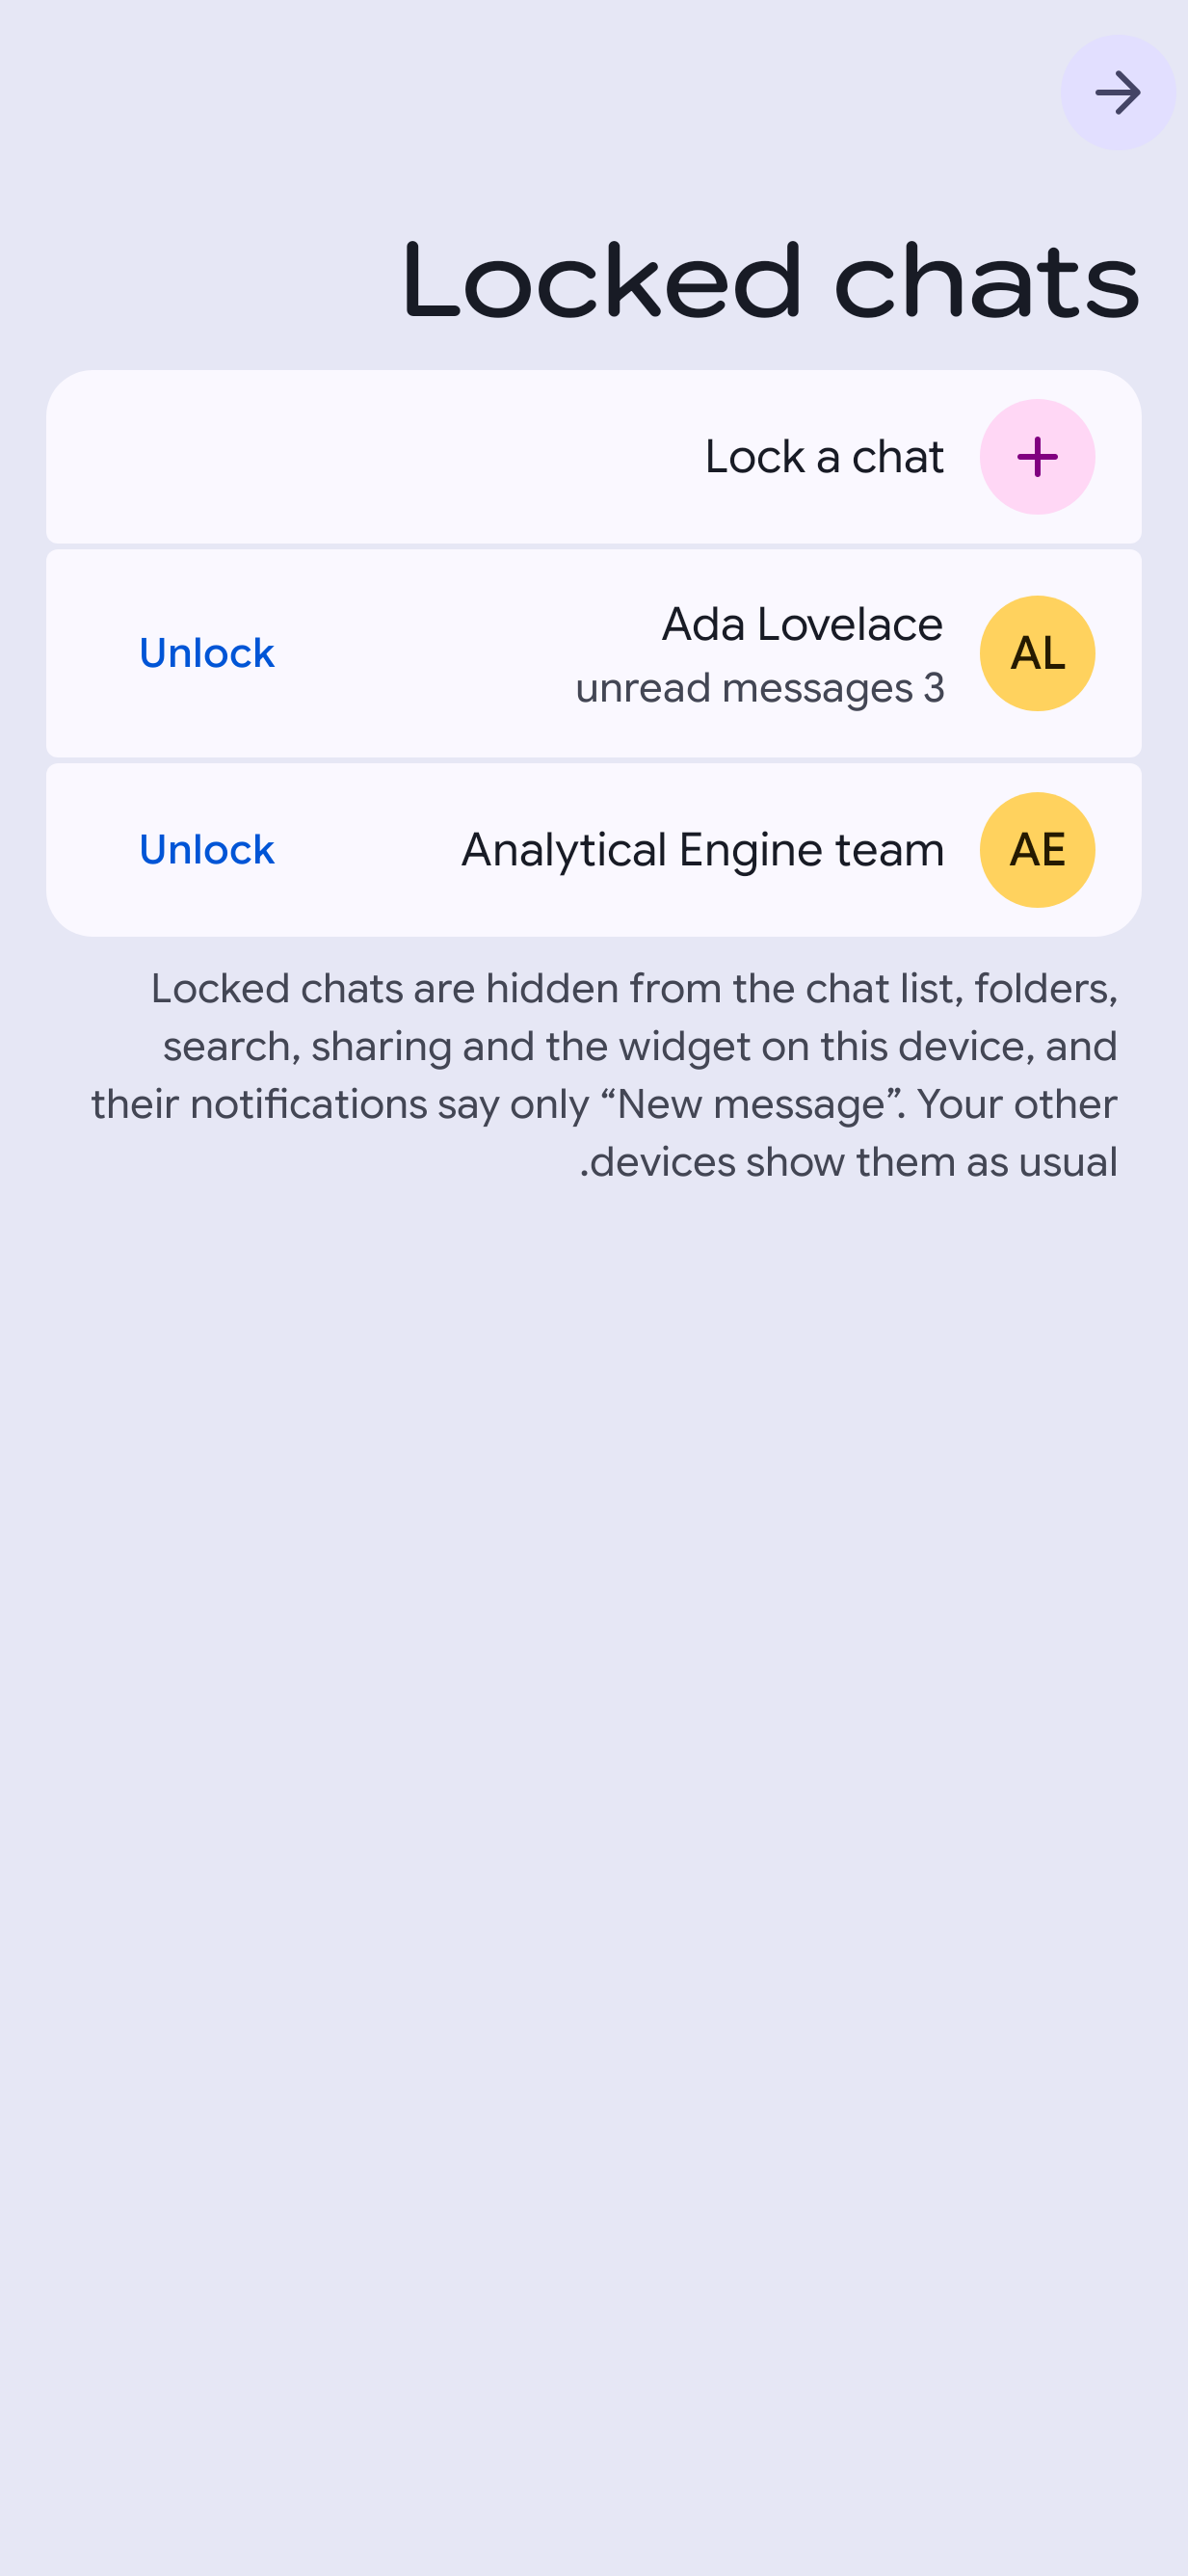 Locked chats
Lock a chat
Ada Lovelace
unread messages 3
AL
Unlock
Analytical Engine team
AE
Unlock
Locked chats are hidden from the chat list, folders,
search, sharing and the widget on this device, and
their notifications say only “New message”. Your other
.devices show them as usual